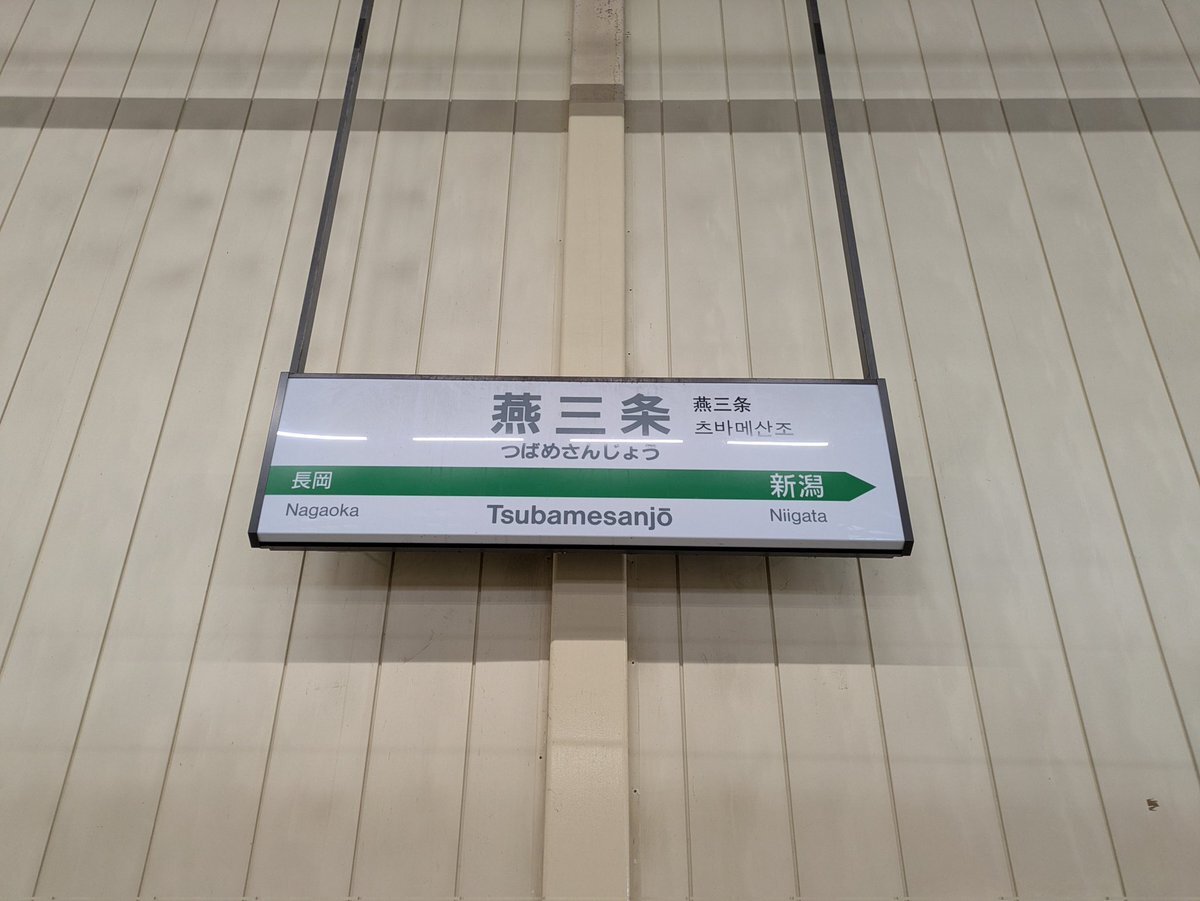 燕三条
燕三条
츠바메산조
つばめさんじょう
長岡
新潟
Nagaoka
Tsubamesanjō
Niigata